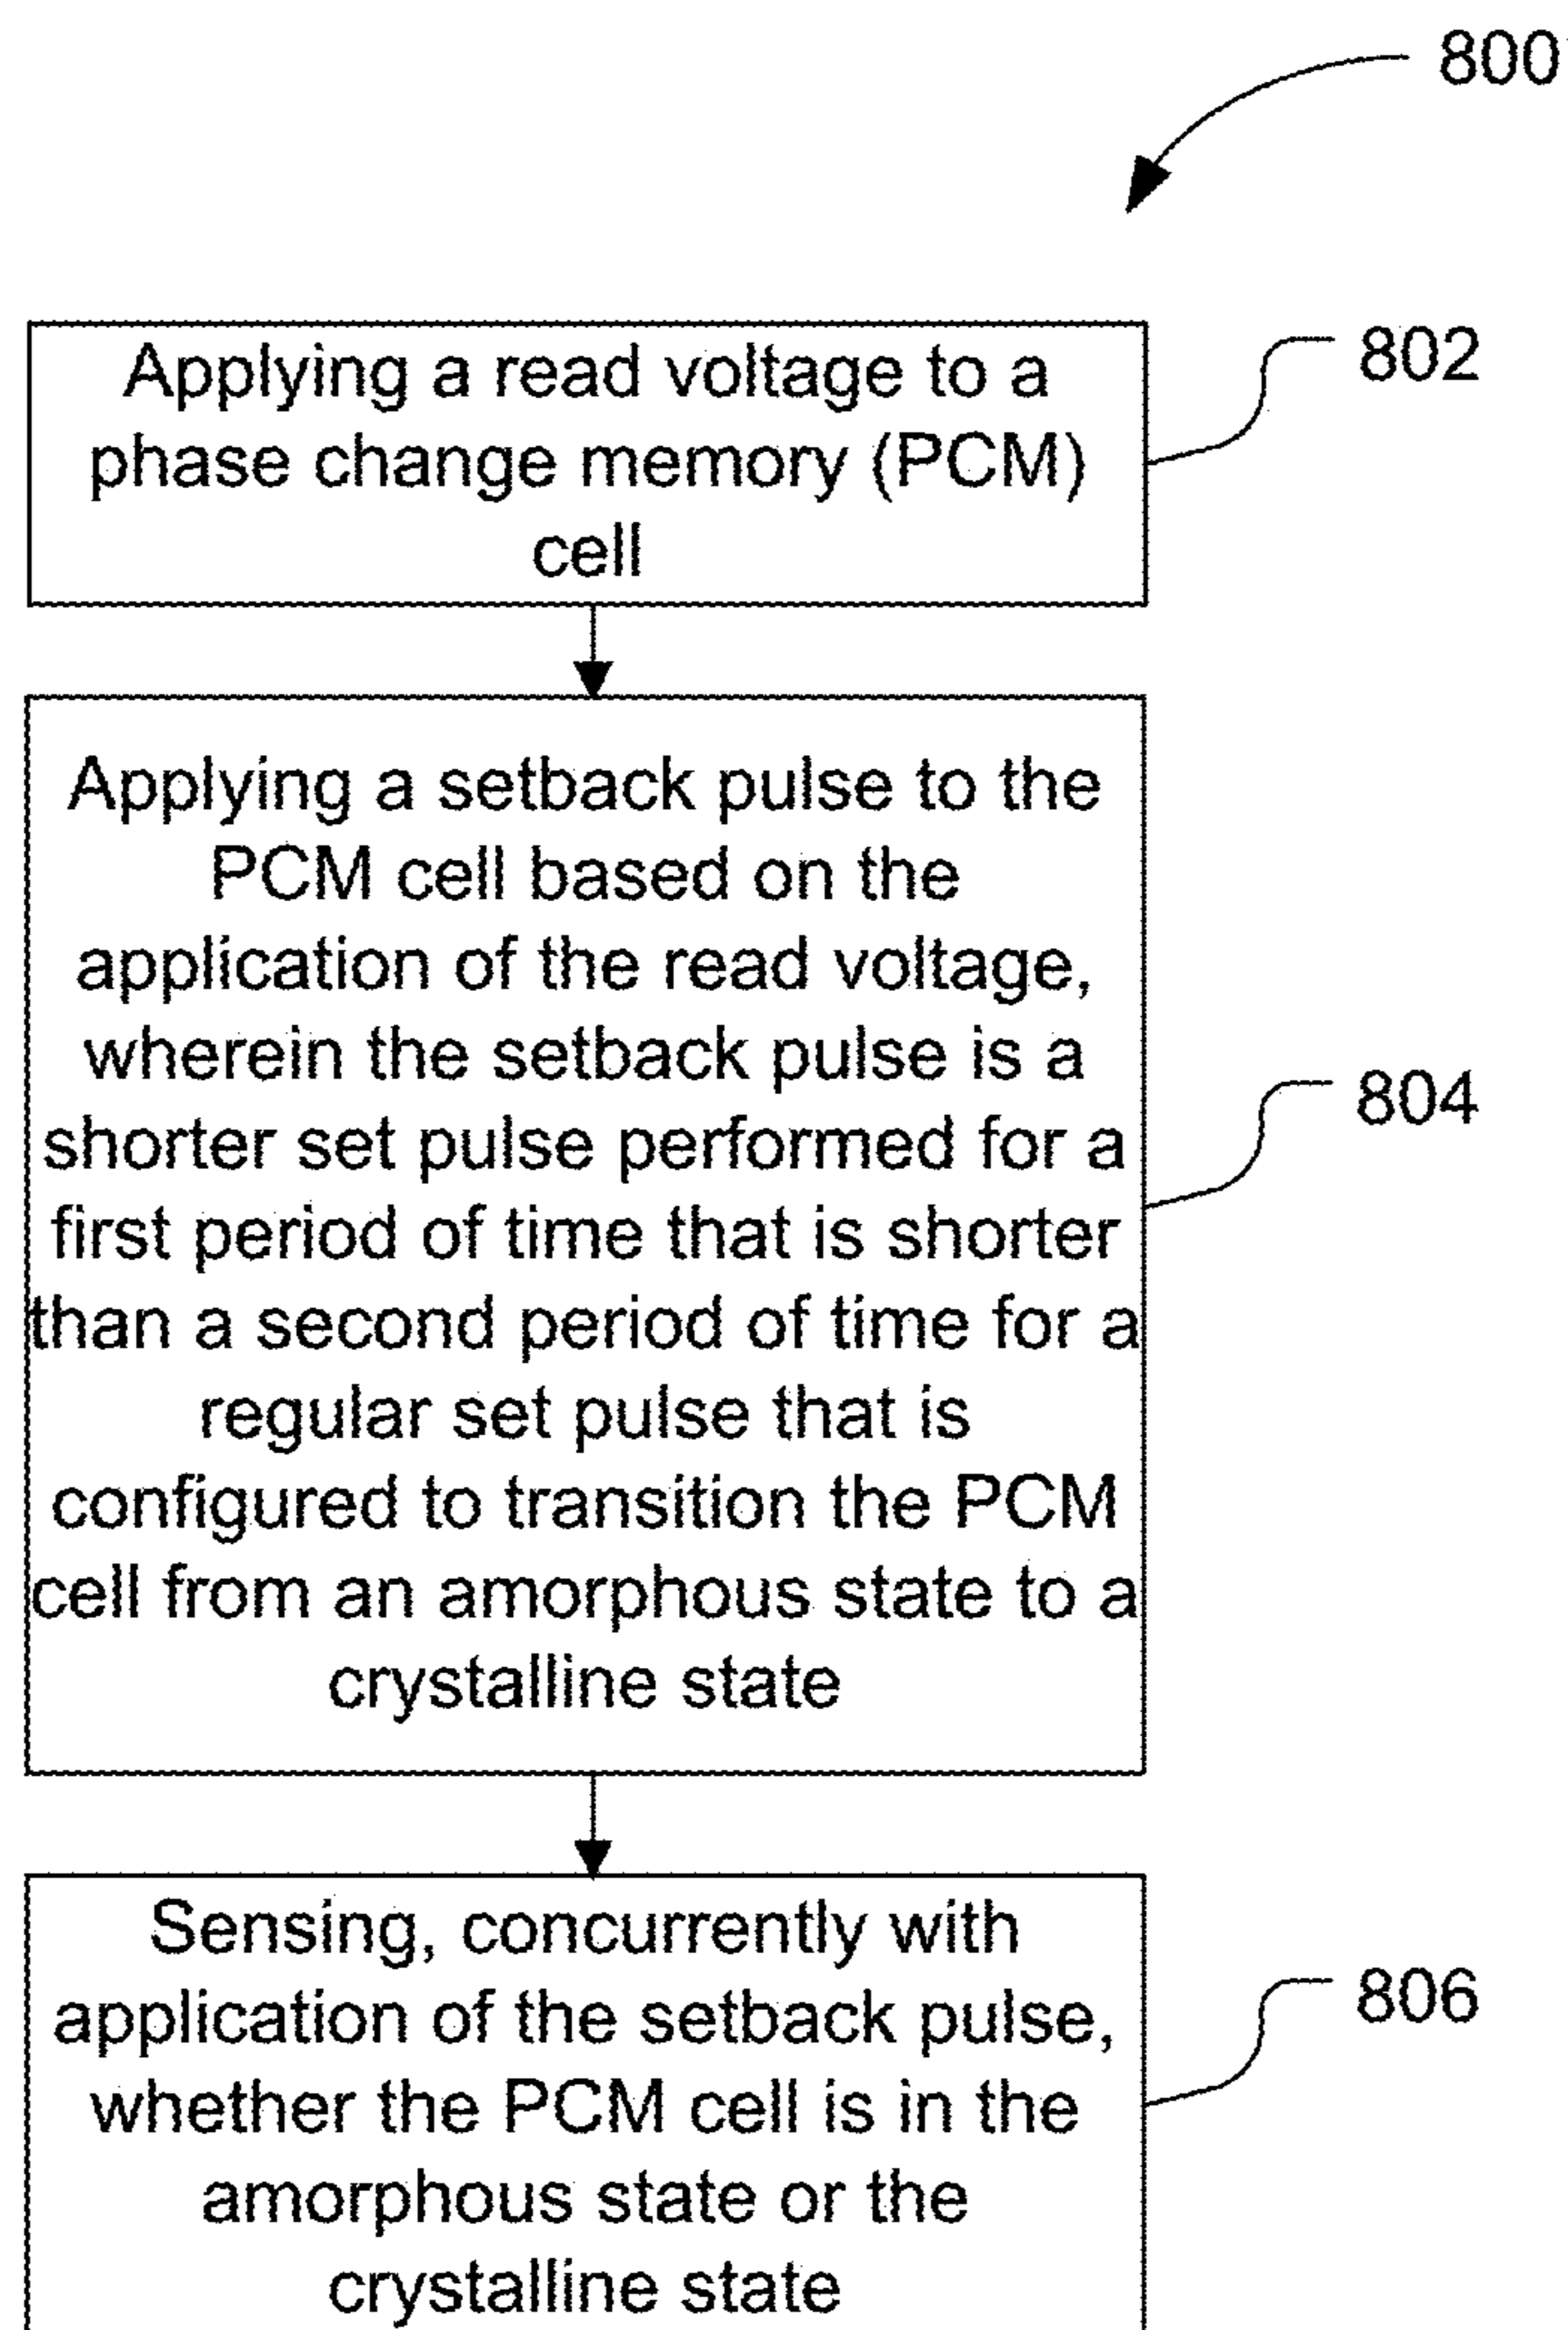 800
Applying a read voltage to a
phase change memory (PCM)
cell
802
Applying a setback pulse to the
PCM cell based on the
application of the read voltage,
wherein the setback pulse is a
shorter set pulse performed for a
first period of time that is shorter
than a second period of time for a
regular set pulse that is
configured to transition the PCM
cell from an amorphous state to a
crystalline state
804
Sensing, concurrently with
application of the setback pulse,
whether the PCM cell is in the
amorphous state or the
crystalline state
806